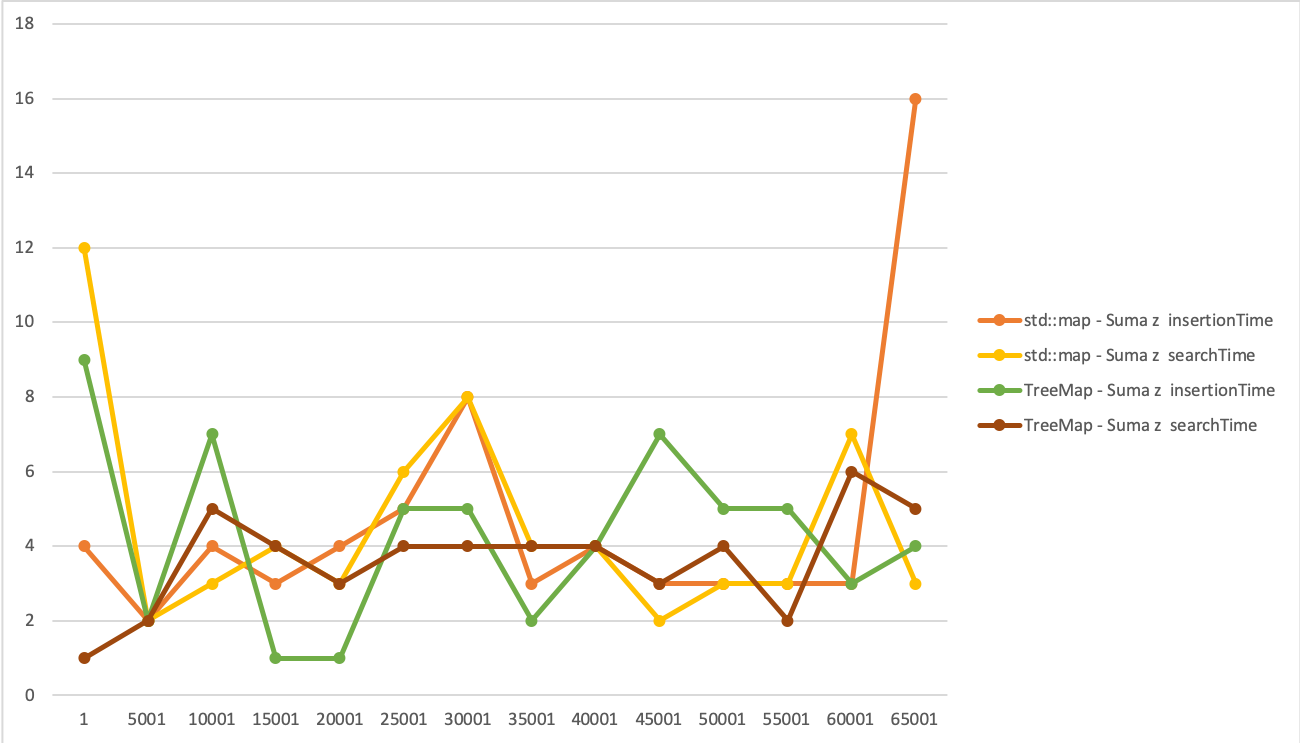 18
16
14
12
10
8
6
4
2
0
1 5001 10001 15001 20001 25001 30001 35001 40001 45001 50001 55001 60001 65001
std::map - Suma z insertionTime
std::map - Suma z searchTime
TreeMap - Suma z insertionTime
TreeMap - Suma z searchTime